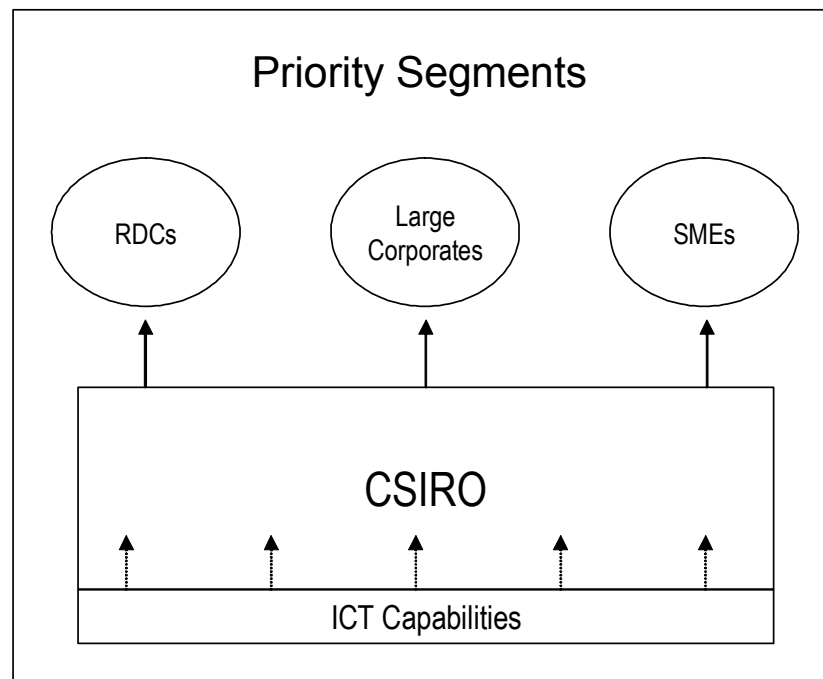 Priority Segments
RDCs
Large
Corporates
SMEs
CSIRO
ICT Capabilities